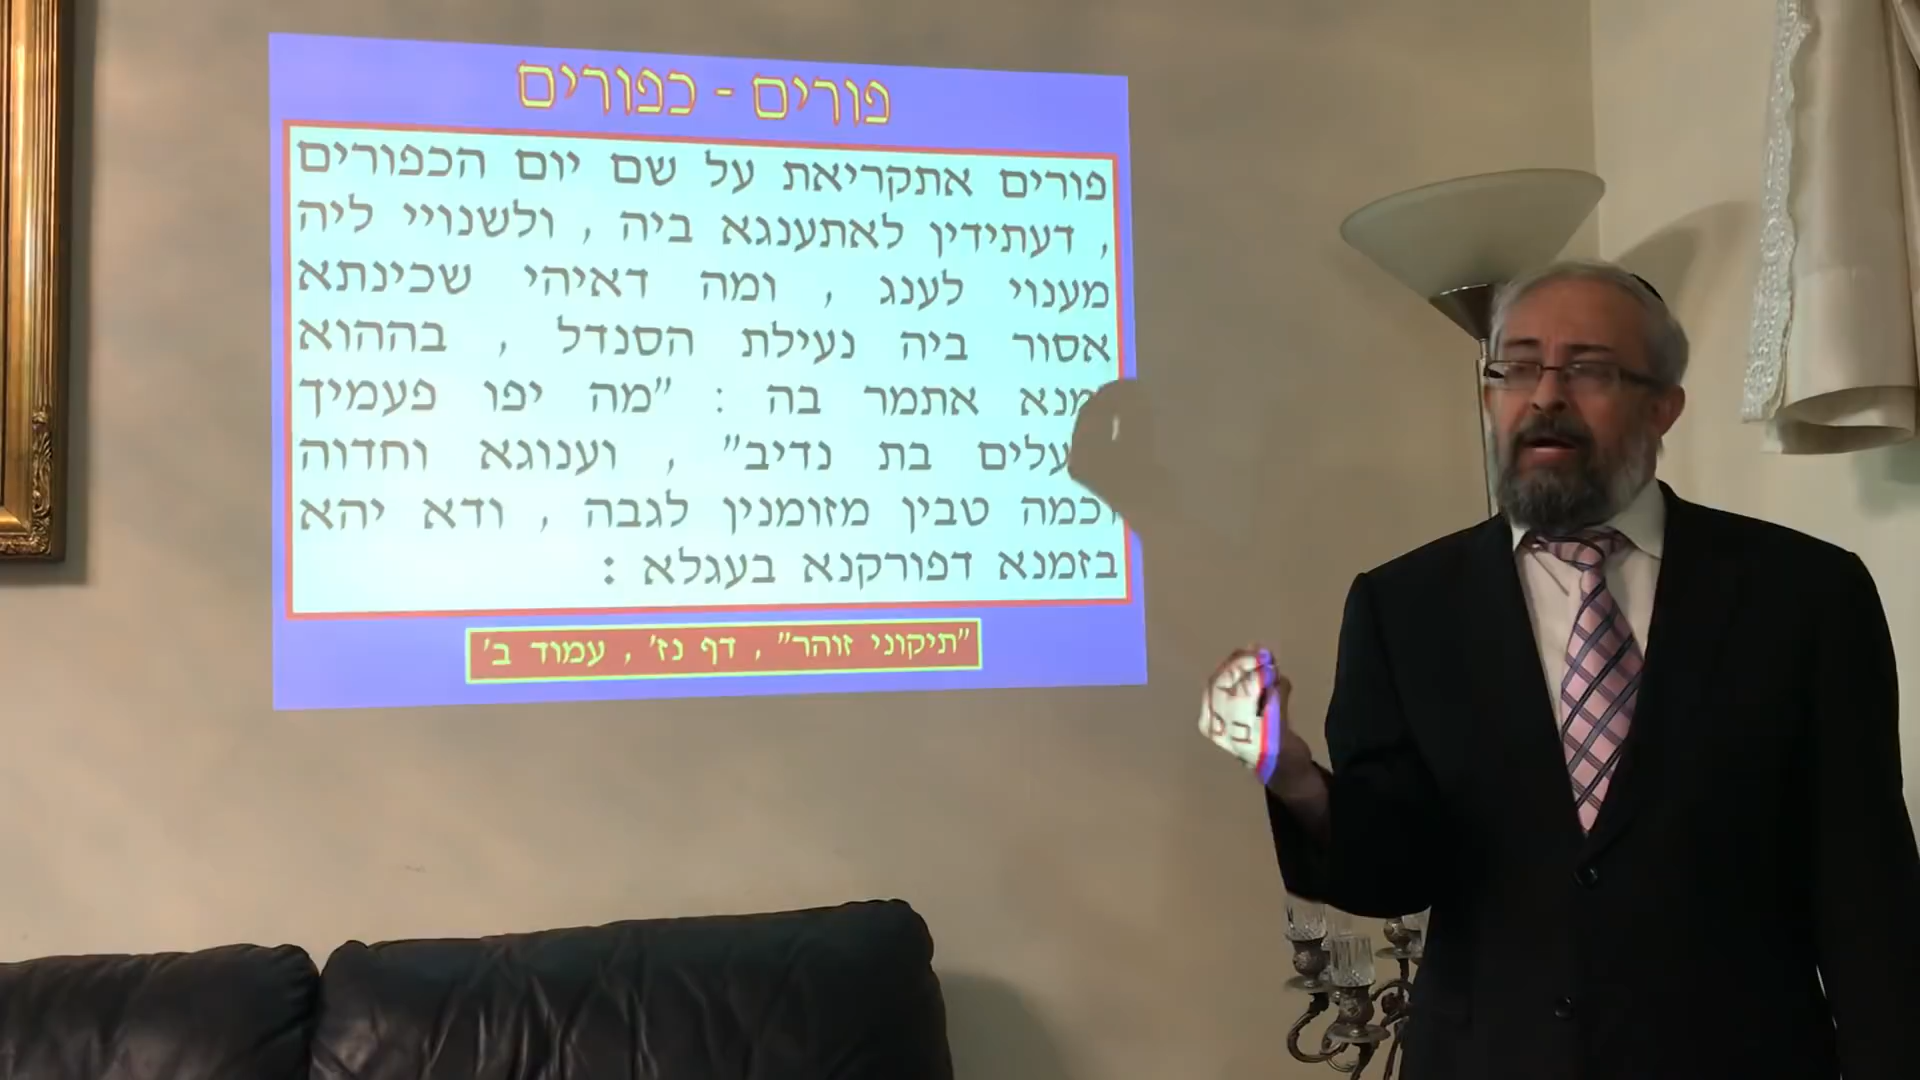 פורים - כפורים
פורים אתקריאת על שם יום הכפורים
, דעתידין לאתענגא ביה , ולשנויי ליה
מענוי לענג , ומה דאיהי שכינתא
אסור ביה נעילת הסנדל , בההוא
אתמר בה : "מה יפו פעמיך
בת נדיב" , וענוגא וחדוה
וכמה טבין מזומנין לגבה , ודא יהא
בזמנא דפורקנא בעגלא :
"תיקוני זוהר" , דף נז' , עמוד ב'